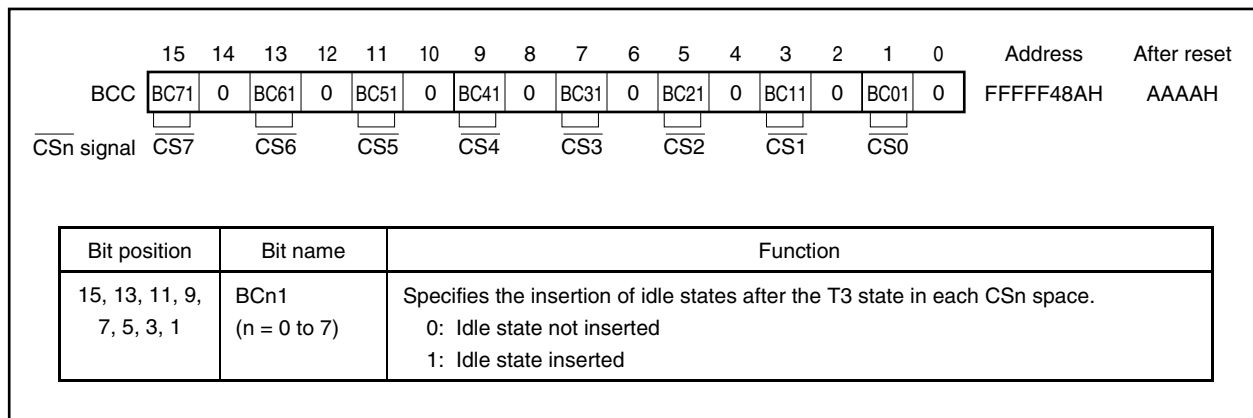 15 14 13 12 11 10 9 8 7 6 5 4 3 2 1 0 Address After reset
BCC BC71 0 BC61 0 BC51 0 BC41 0 BC31 0 BC21 0 BC11 0 BC01 0 FFFFF48AH AAAAH
CSn signal CS7 CS6 CS5 CS4 CS3 CS2 CS1 CS0
Bit position Bit name Function
15, 13, 11, 9, BCn1 Specifies the insertion of idle states after the T3 state in each CSn space.
7, 5, 3, 1 (n = 0 to 7) 0: Idle state not inserted
1: Idle state inserted